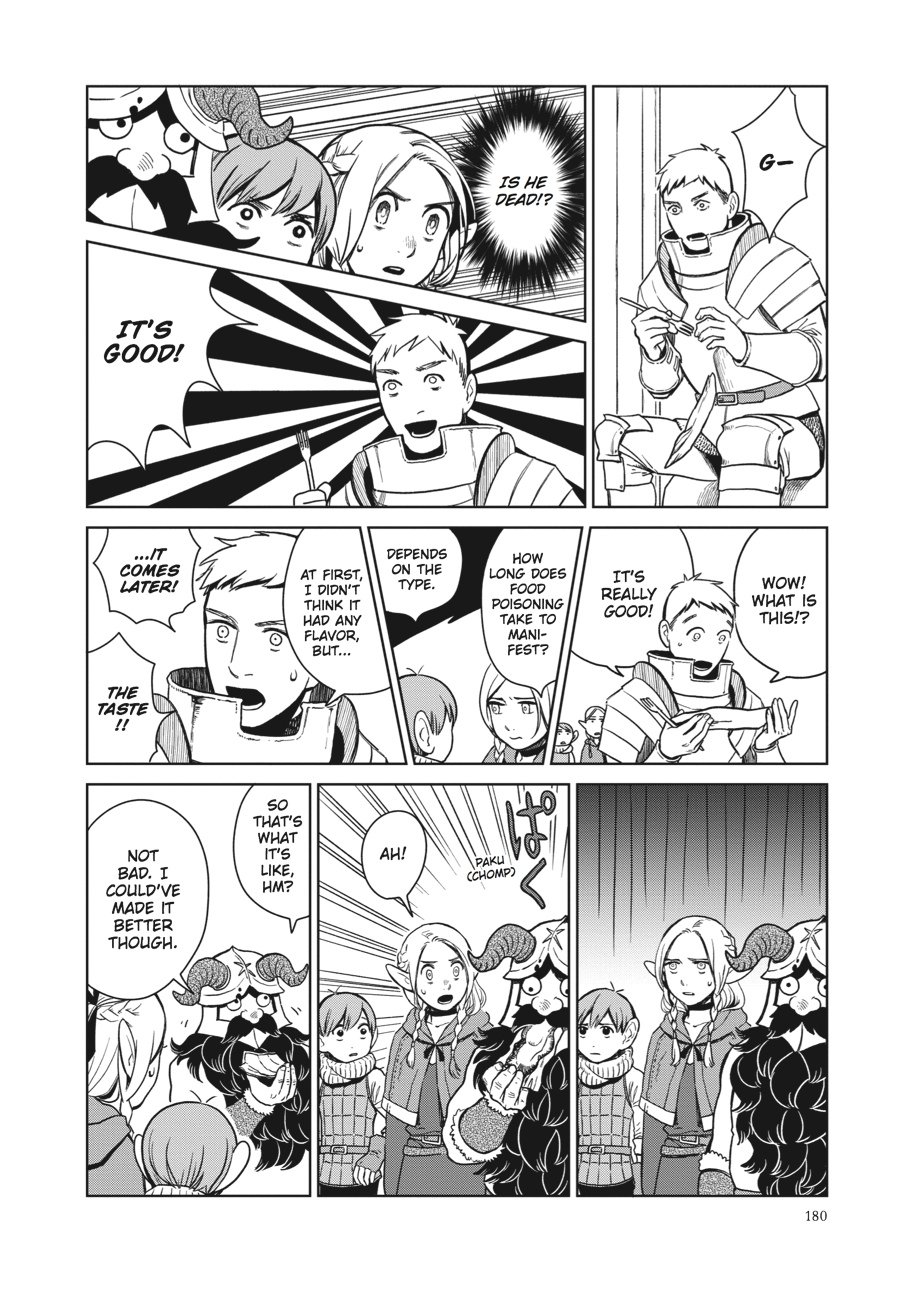 G—
IS HE
DEAD!?
IT'S
GOOD!
WOW!
WHAT IS
THIS!?
IT'S
REALLY
GOOD!
HOW
LONG DOES
FOOD
POISONING
TAKE TO
MANI-
FEST?
DEPENDS
ON THE
TYPE.
AT FIRST,
I DIDN'T
THINK IT
HAD ANY
FLAVOR,
BUT...
...IT
COMES
LATER!
THE
TASTE
!!
ぱく
PAKU
(CHOMP)
AH!
SO
THAT'S
WHAT
IT'S
LIKE,
HM?
NOT
BAD. I
COULD'VE
MADE IT
BETTER
THOUGH.
180